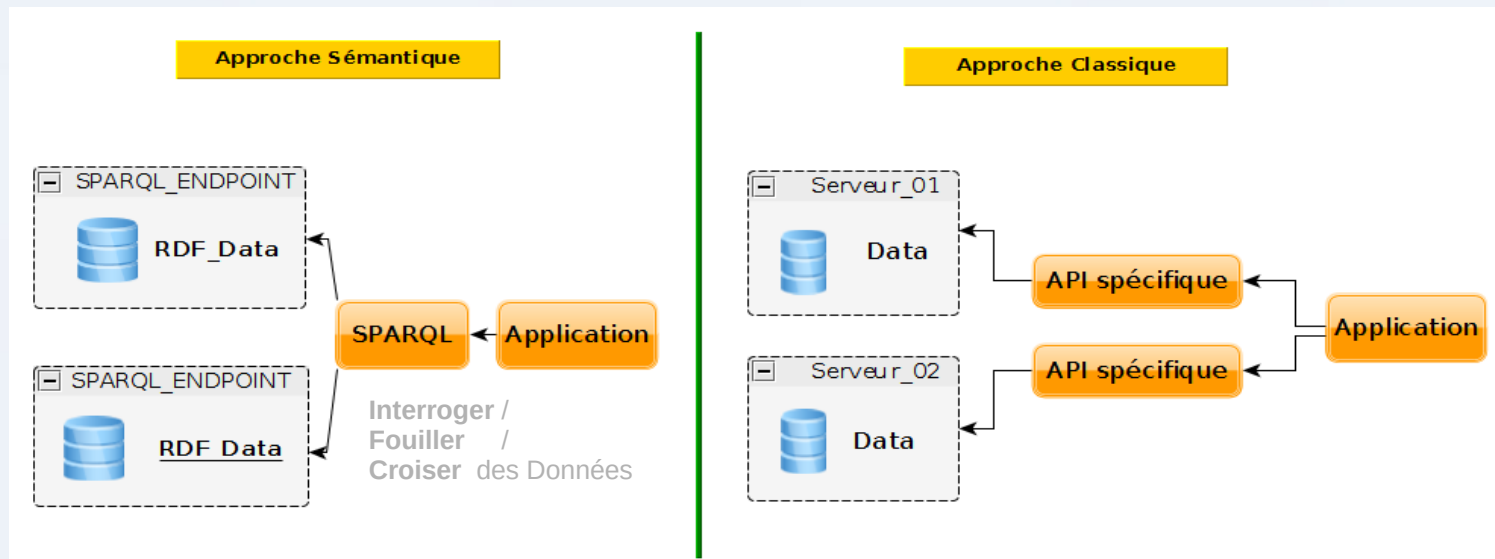 Approche Sémantique
SPARQL_ENDPOINT
RDF_Data
SPARQL_ENDPOINT
RDF_Data
SPARQL
Application
Interroger /
Fouiller /
Croiser des Données
Approche Classique
Serveur_01
Data
Serveur_02
Data
API spécifique
API spécifique
Application